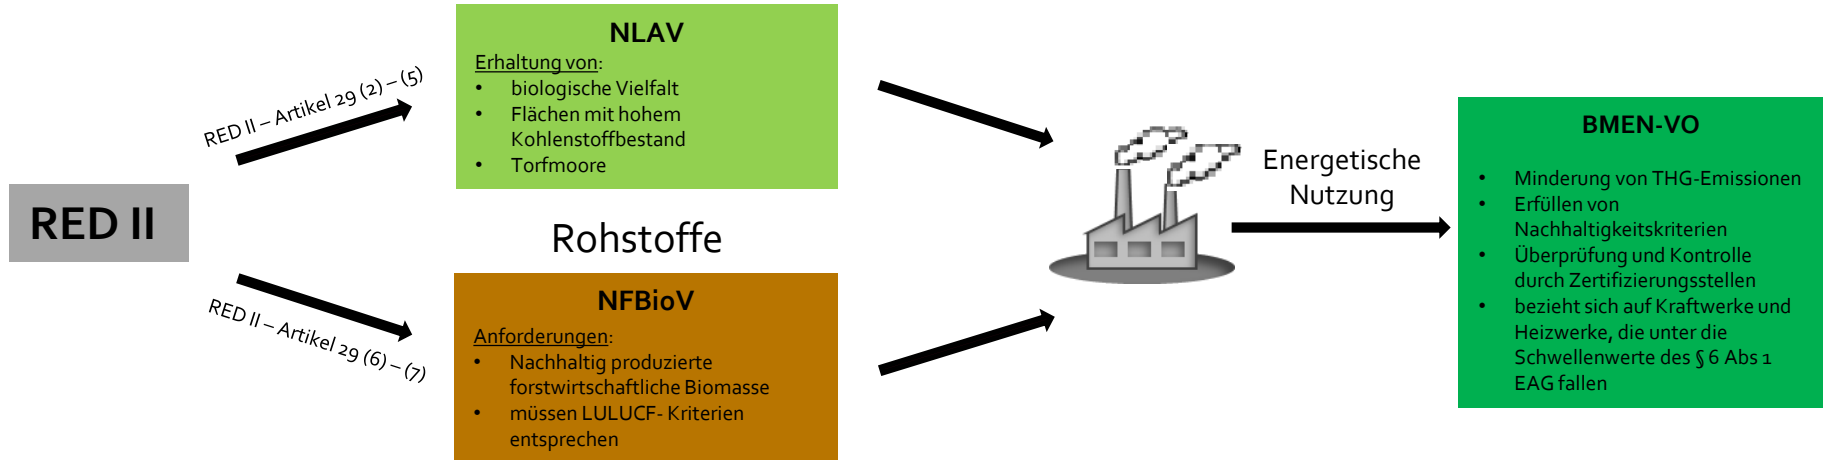 RED II
RED II – Artikel 29 (2) – (5)
RED II – Artikel 29 (6) – (7)
NLAV
Erhaltung von:
• biologische Vielfalt
• Flächen mit hohem
Kohlenstoffbestand
• Torfmoore
Rohstoffe
NFBioV
Anforderungen:
• Nachhaltig produzierte
forstwirtschaftliche Biomasse
• müssen LULUCF- Kriterien
entsprechen
Energetische
Nutzung
BMEN-VO
• Minderung von THG-Emissionen
• Erfüllen von
Nachhaltigkeitskriterien
• Überprüfung und Kontrolle
durch Zertifizierungsstellen
• bezieht sich auf Kraftwerke und
Heizwerke, die unter die
Schwellenwerte des § 6 Abs 1
EAG fallen